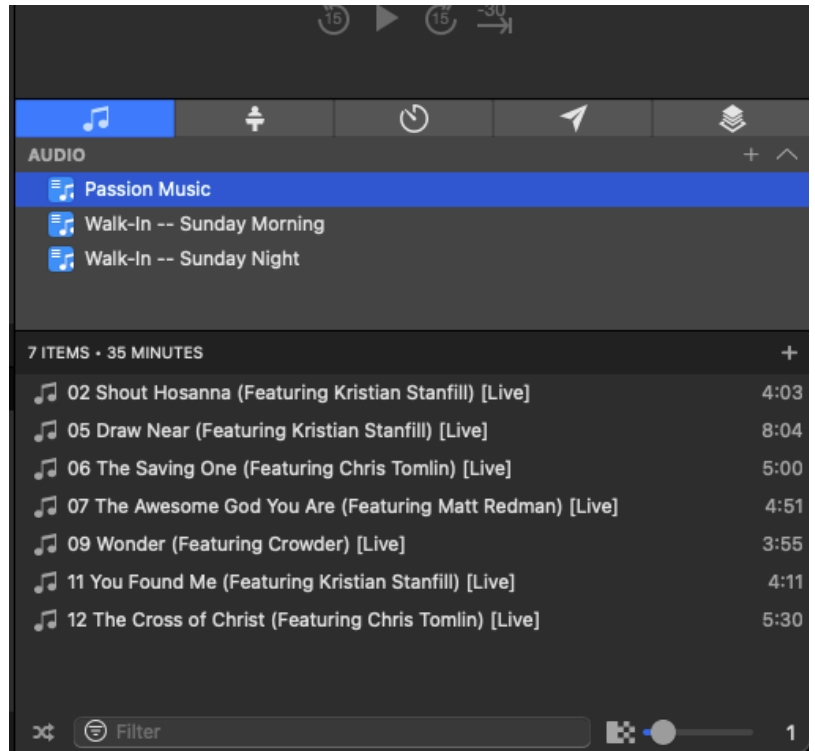 15 15 -30
AUDIO
Passion Music
Walk-In -- Sunday Morning
Walk-In -- Sunday Night
7 ITEMS • 35 MINUTES
02 Shout Hosanna (Featuring Kristian Stanfill) [Live] 4:03
05 Draw Near (Featuring Kristian Stanfill) [Live] 8:04
06 The Saving One (Featuring Chris Tomlin) [Live] 5:00
07 The Awesome God You Are (Featuring Matt Redman) [Live] 4:51
09 Wonder (Featuring Crowder) [Live] 3:55
11 You Found Me (Featuring Kristian Stanfill) [Live] 4:11
12 The Cross of Christ (Featuring Chris Tomlin) [Live] 5:30
Filter 1